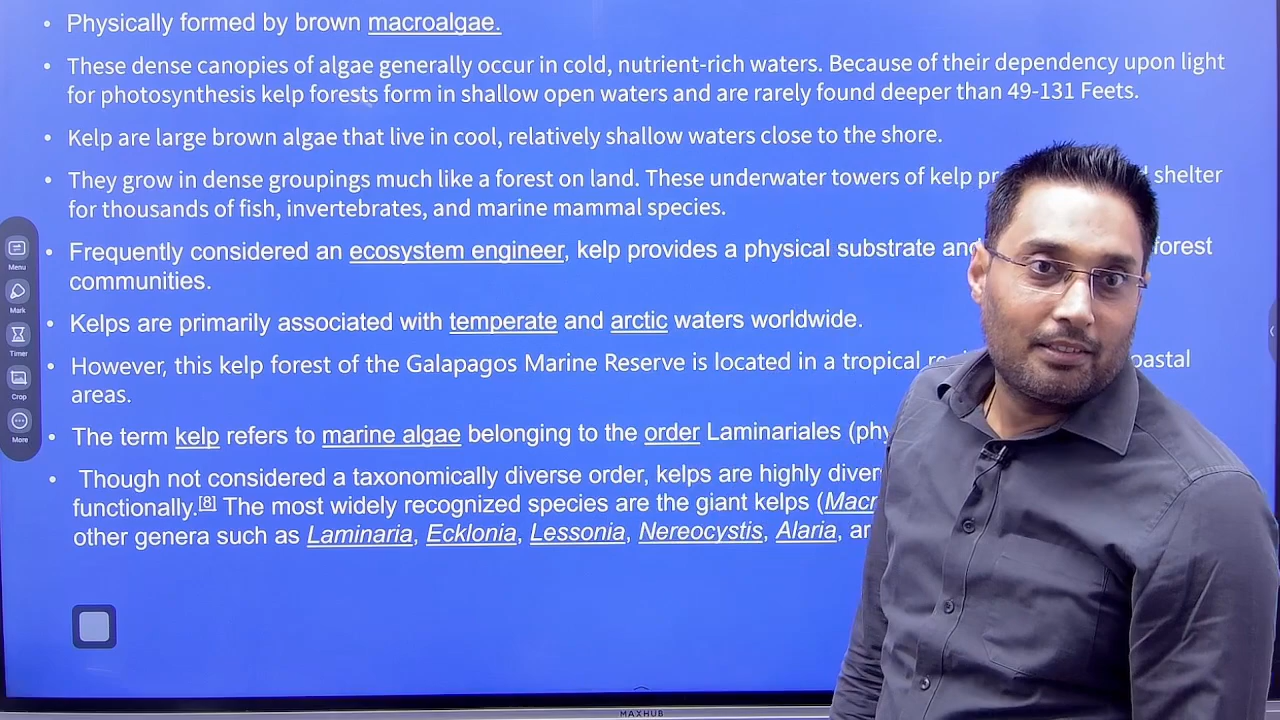 • Physically formed by brown macroalgae.
• These dense canopies of algae generally occur in cold, nutrient-rich waters. Because of their dependency upon light
for photosynthesis kelp forests form in shallow open waters and are rarely found deeper than 49-131 Feets.
• Kelp are large brown algae that live in cool, relatively shallow waters close to the shore.
• They grow in dense groupings much like a forest on land. These underwater towers of kelp shelter
for thousands of fish, invertebrates, and marine mammal species.
• Frequently considered an ecosystem engineer, kelp provides a physical substrate and forest
communities.
• Kelps are primarily associated with temperate and arctic waters worldwide.
• However, this kelp forest of the Galapagos Marine Reserve is located in a tropical
areas.
• The term kelp refers to marine algae belonging to the order Laminariales
• Though not considered a taxonomically diverse order, kelps are highly
functionally.[8] The most widely recognized species are the giant kelps
other genera such as Laminaria, Ecklonia, Lessonia, Nereocystis, Alaria,
Menu
Mark
Timer
Crop
More
MAXHUB